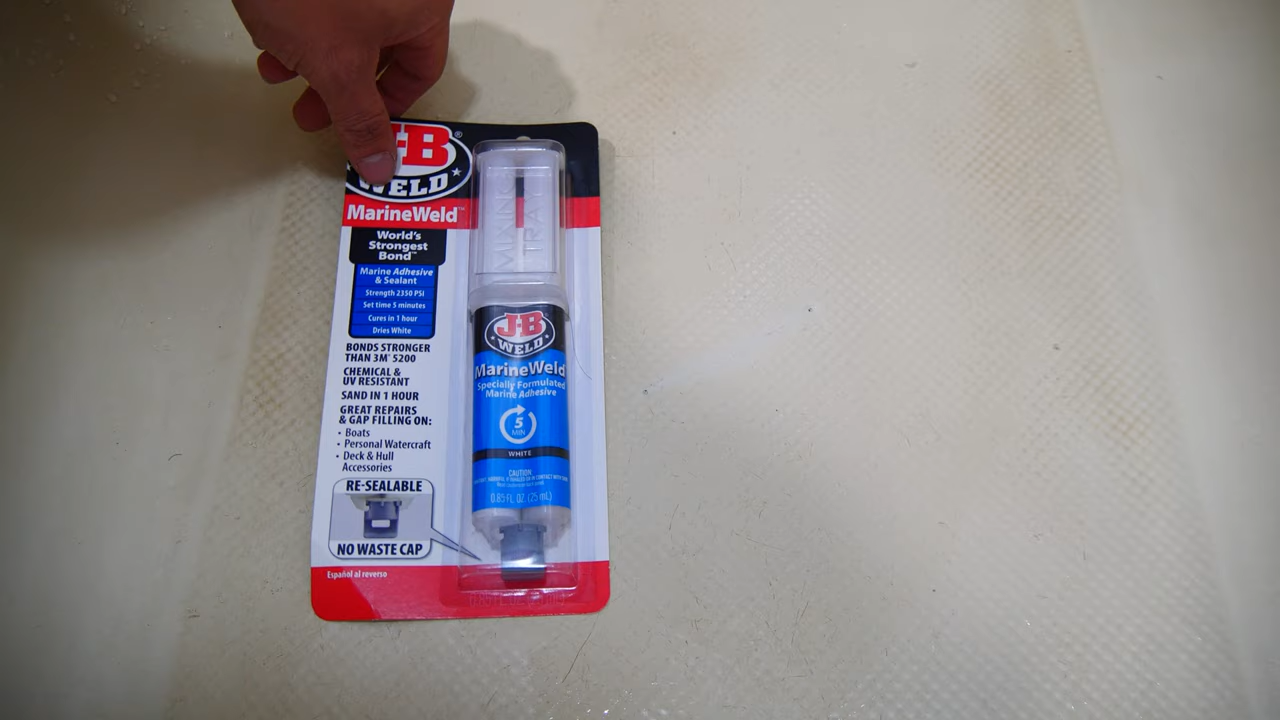 J-B®
WELD
MarineWeld™
World's
Strongest
Bond™
Marine Adhesive
& Sealant
Strength 2350 PSI
Set time 5 minutes
Cures in 1 hour
Dries White
BONDS STRONGER
THAN 3M® 5200
CHEMICAL &
UV RESISTANT
SAND IN 1 HOUR
GREAT REPAIRS
& GAP FILLING ON:
• Boats
• Personal Watercraft
• Deck & Hull
Accessories
RE-SEALABLE
NO WASTE CAP
Español al reverso
MIXING
TRAY
J-B
WELD
MarineWeld
Specially Formulated
Marine Adhesive
5
MIN
WHITE
CAUTION
0.85 FL OZ (25 mL)